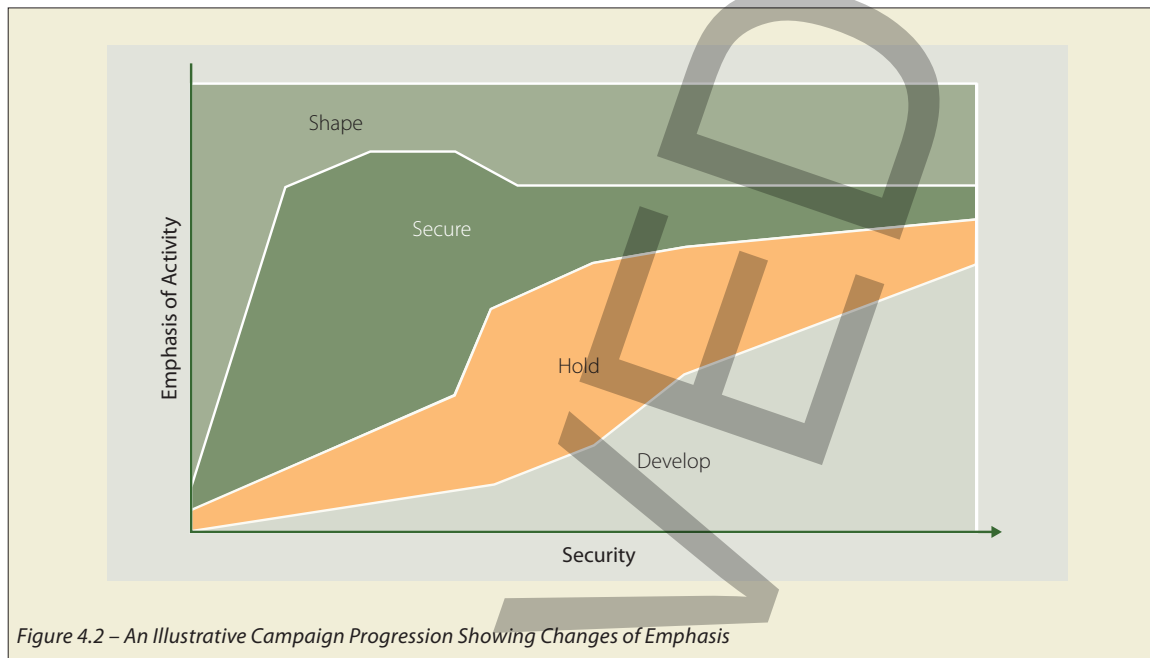 Shape
Secure
Hold
Develop
Emphasis of Activity
Security
Figure 4.2 – An Illustrative Campaign Progression Showing Changes of Emphasis